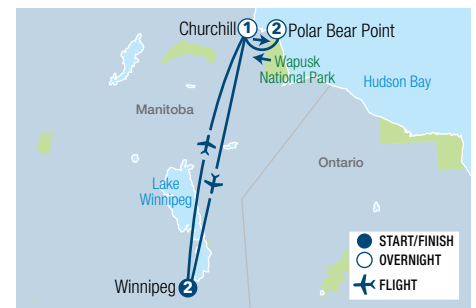 Churchill 1 2 Polar Bear Point
Wapusk
National Park
Hudson Bay
Manitoba
Ontario
Lake
Winnipeg
Winnipeg 2
START/FINISH
OVERNIGHT
FLIGHT